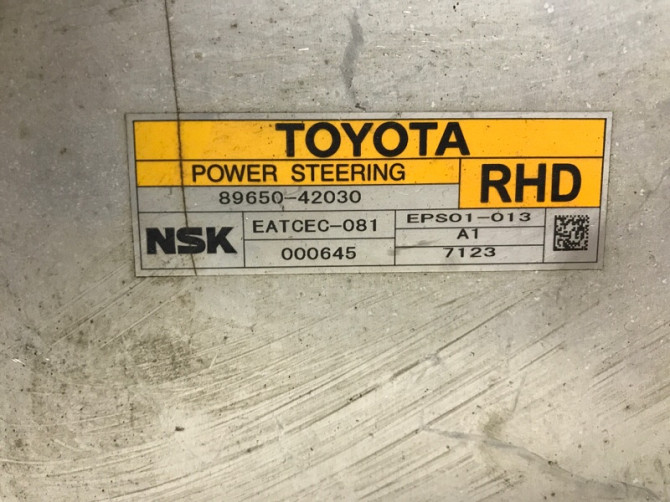 TOYOTA
POWER STEERING
RHD
89650-42030
NSK
EATCEC-081
000645
EPS01-013
A1
7123